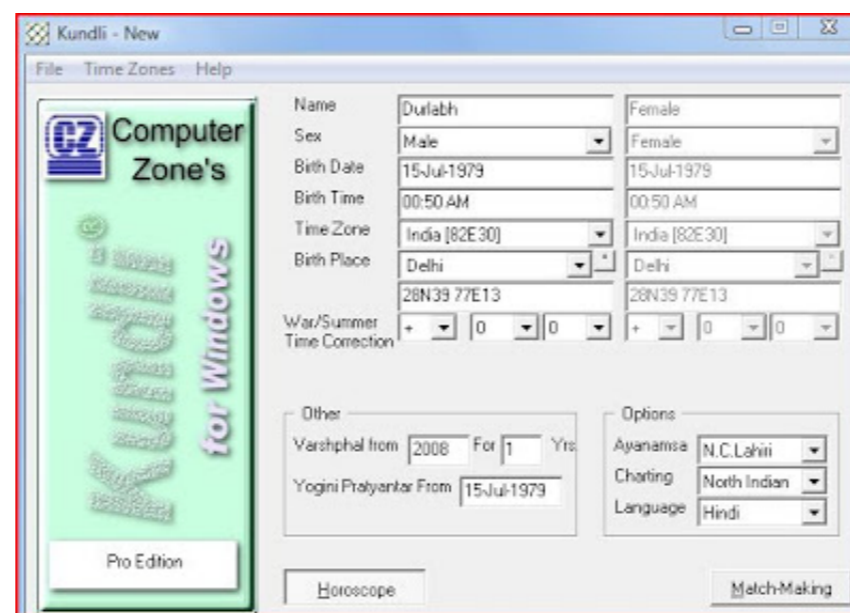 Kundli - New
File Time Zones Help
CZ Computer
Zone's
Kundli
for Windows
Pro Edition
Name Durlabh Female
Sex Male Female
Birth Date 15-Jul-1979 15-Jul-1979
Birth Time 00:50 AM 00:50 AM
Time Zone India [82E30] India [82E30]
Birth Place Delhi * Delhi *
28N39 77E13 28N39 77E13
War/Summer
Time Correction + 0 0 + 0 0
Other
Varshphal from 2008 For 1 Yrs.
Yogini Pratyantar From 15-Jul-1979
Options
Ayanamsa N.C.Lahiri
Charting North Indian
Language Hindi
Horoscope Match-Making